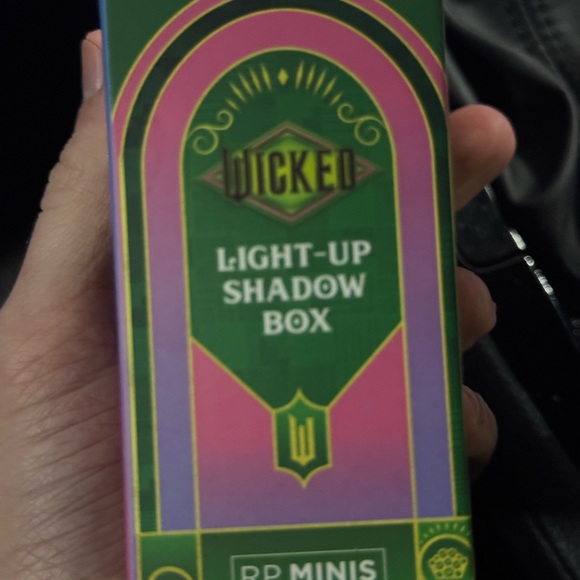 WICKED
LIGHT-UP
SHADOW
BOX
W
RP MINIS